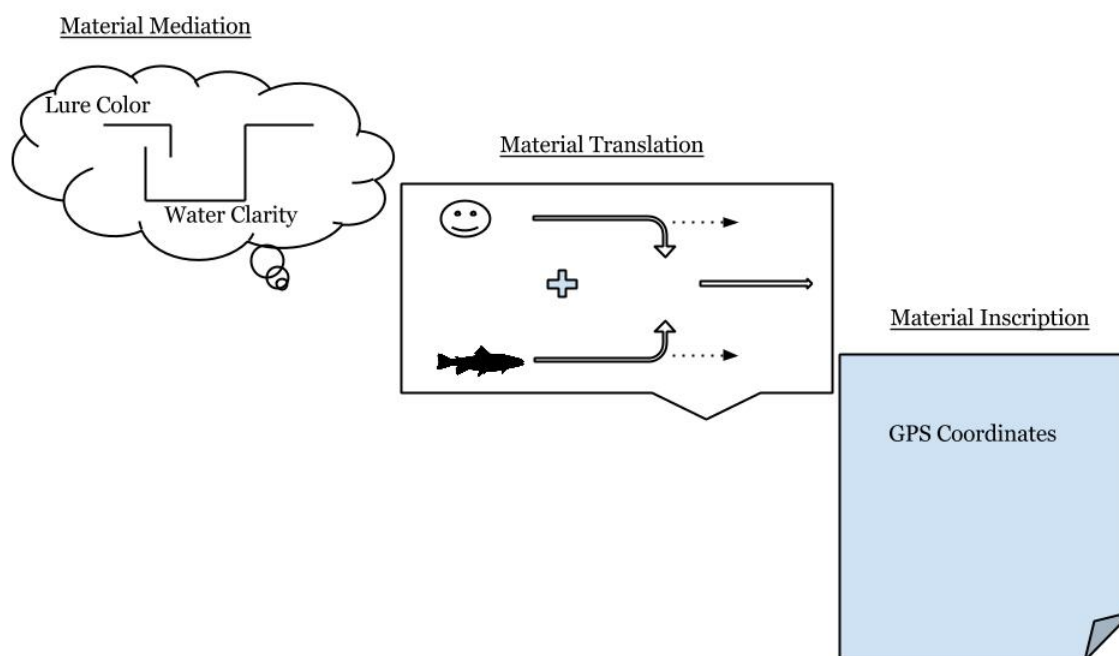 Material Mediation
Lure Color
Water Clarity
Material Translation
Material Inscription
GPS Coordinates